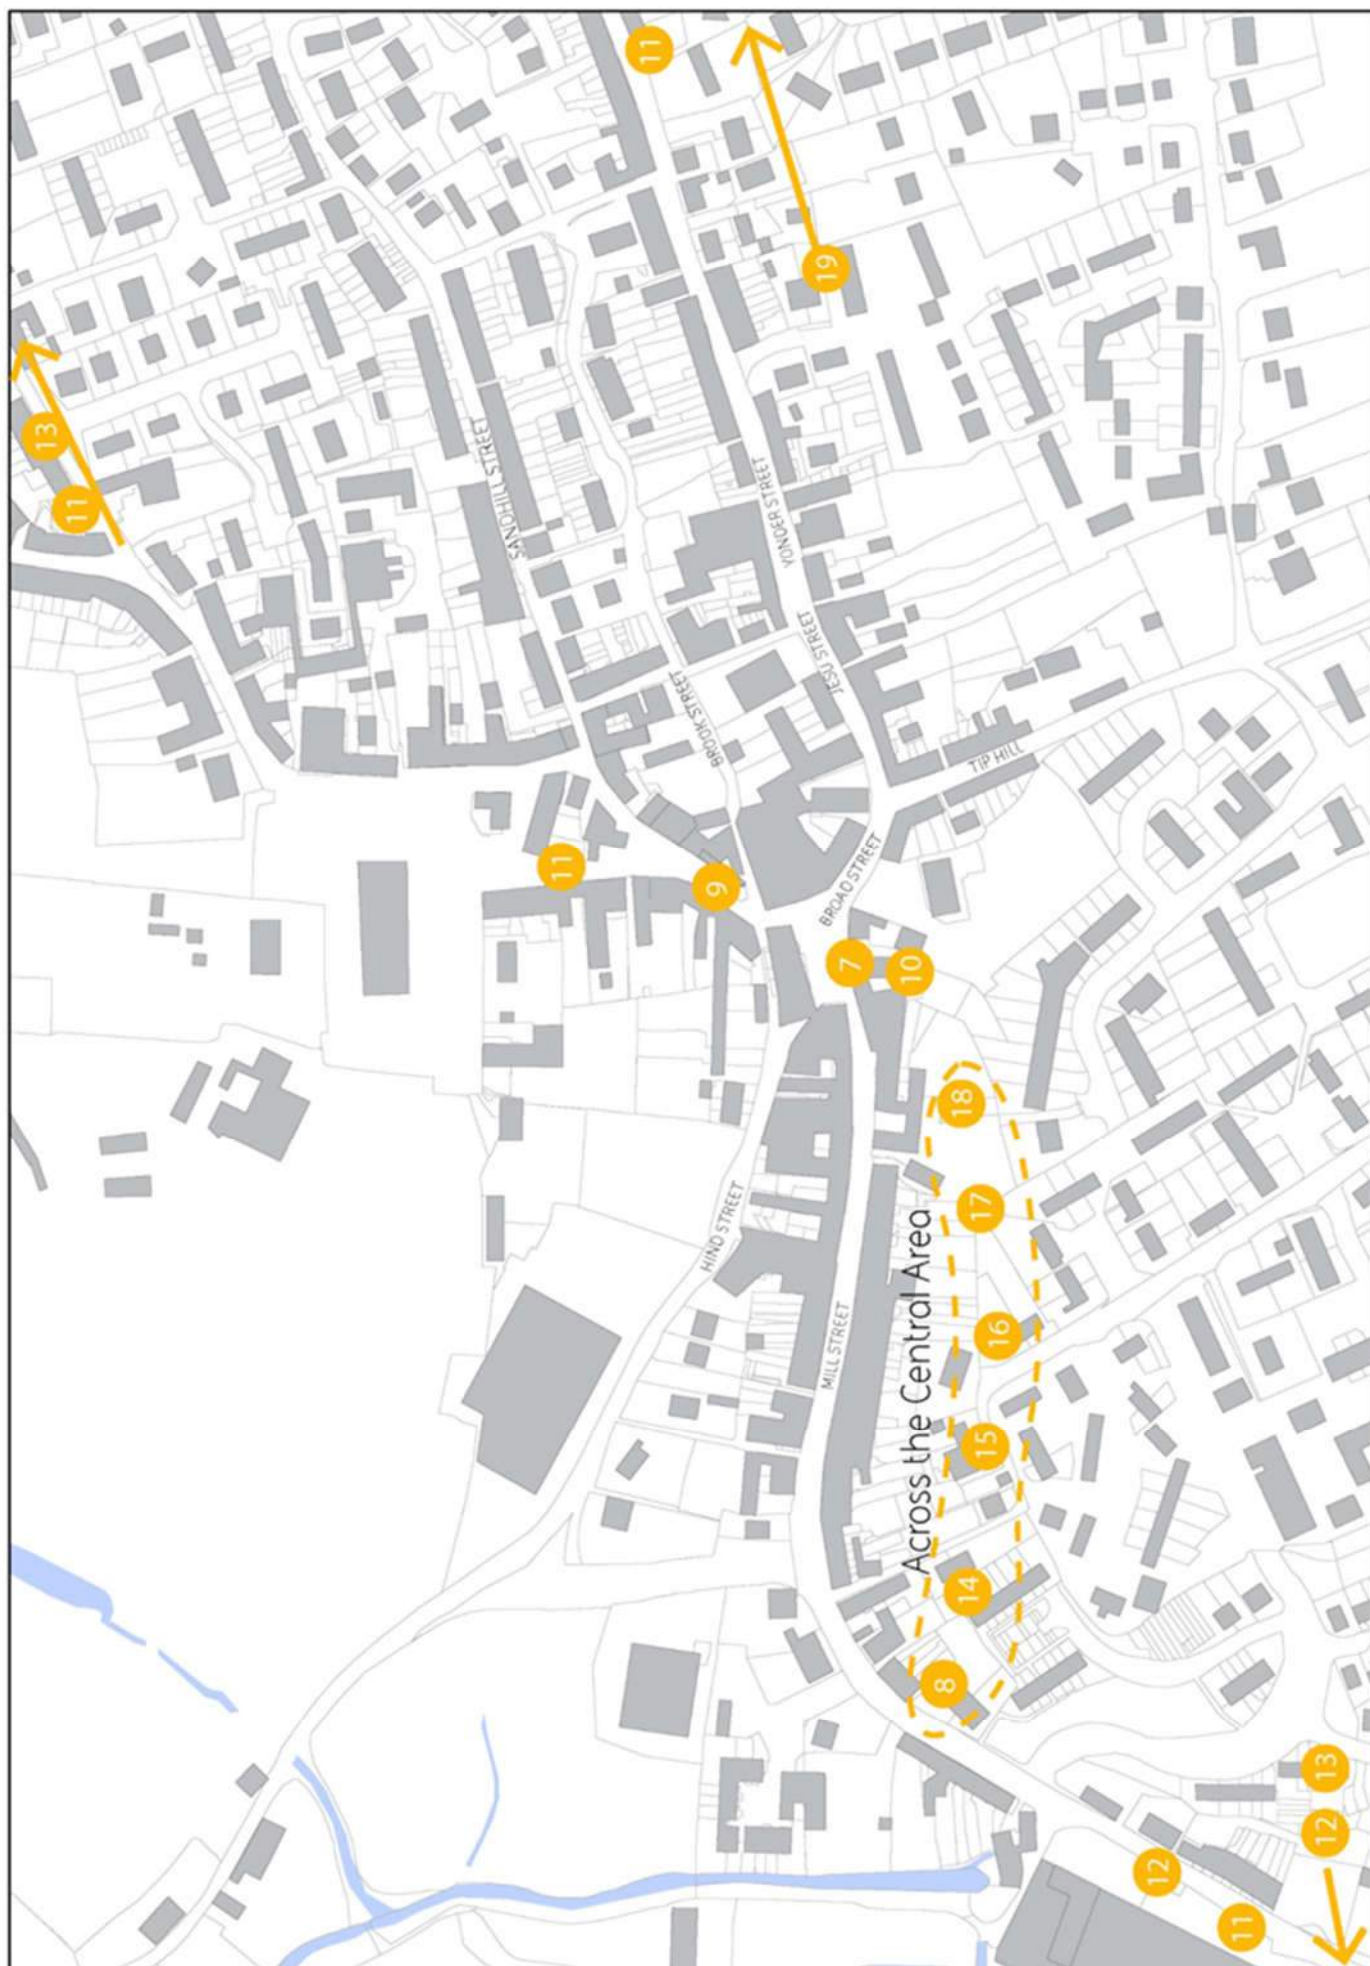 11
19
13
11
SANDHILL STREET
YONDER STREET
JESU STREET
BROOK STREET
TIP HILL
11
9
BROAD STREET
7
10
18
HIND STREET
17
Across the Central Area
16
MILL STREET
15
14
8
13
12
12
11